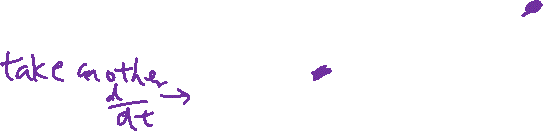 take another
d/dt →